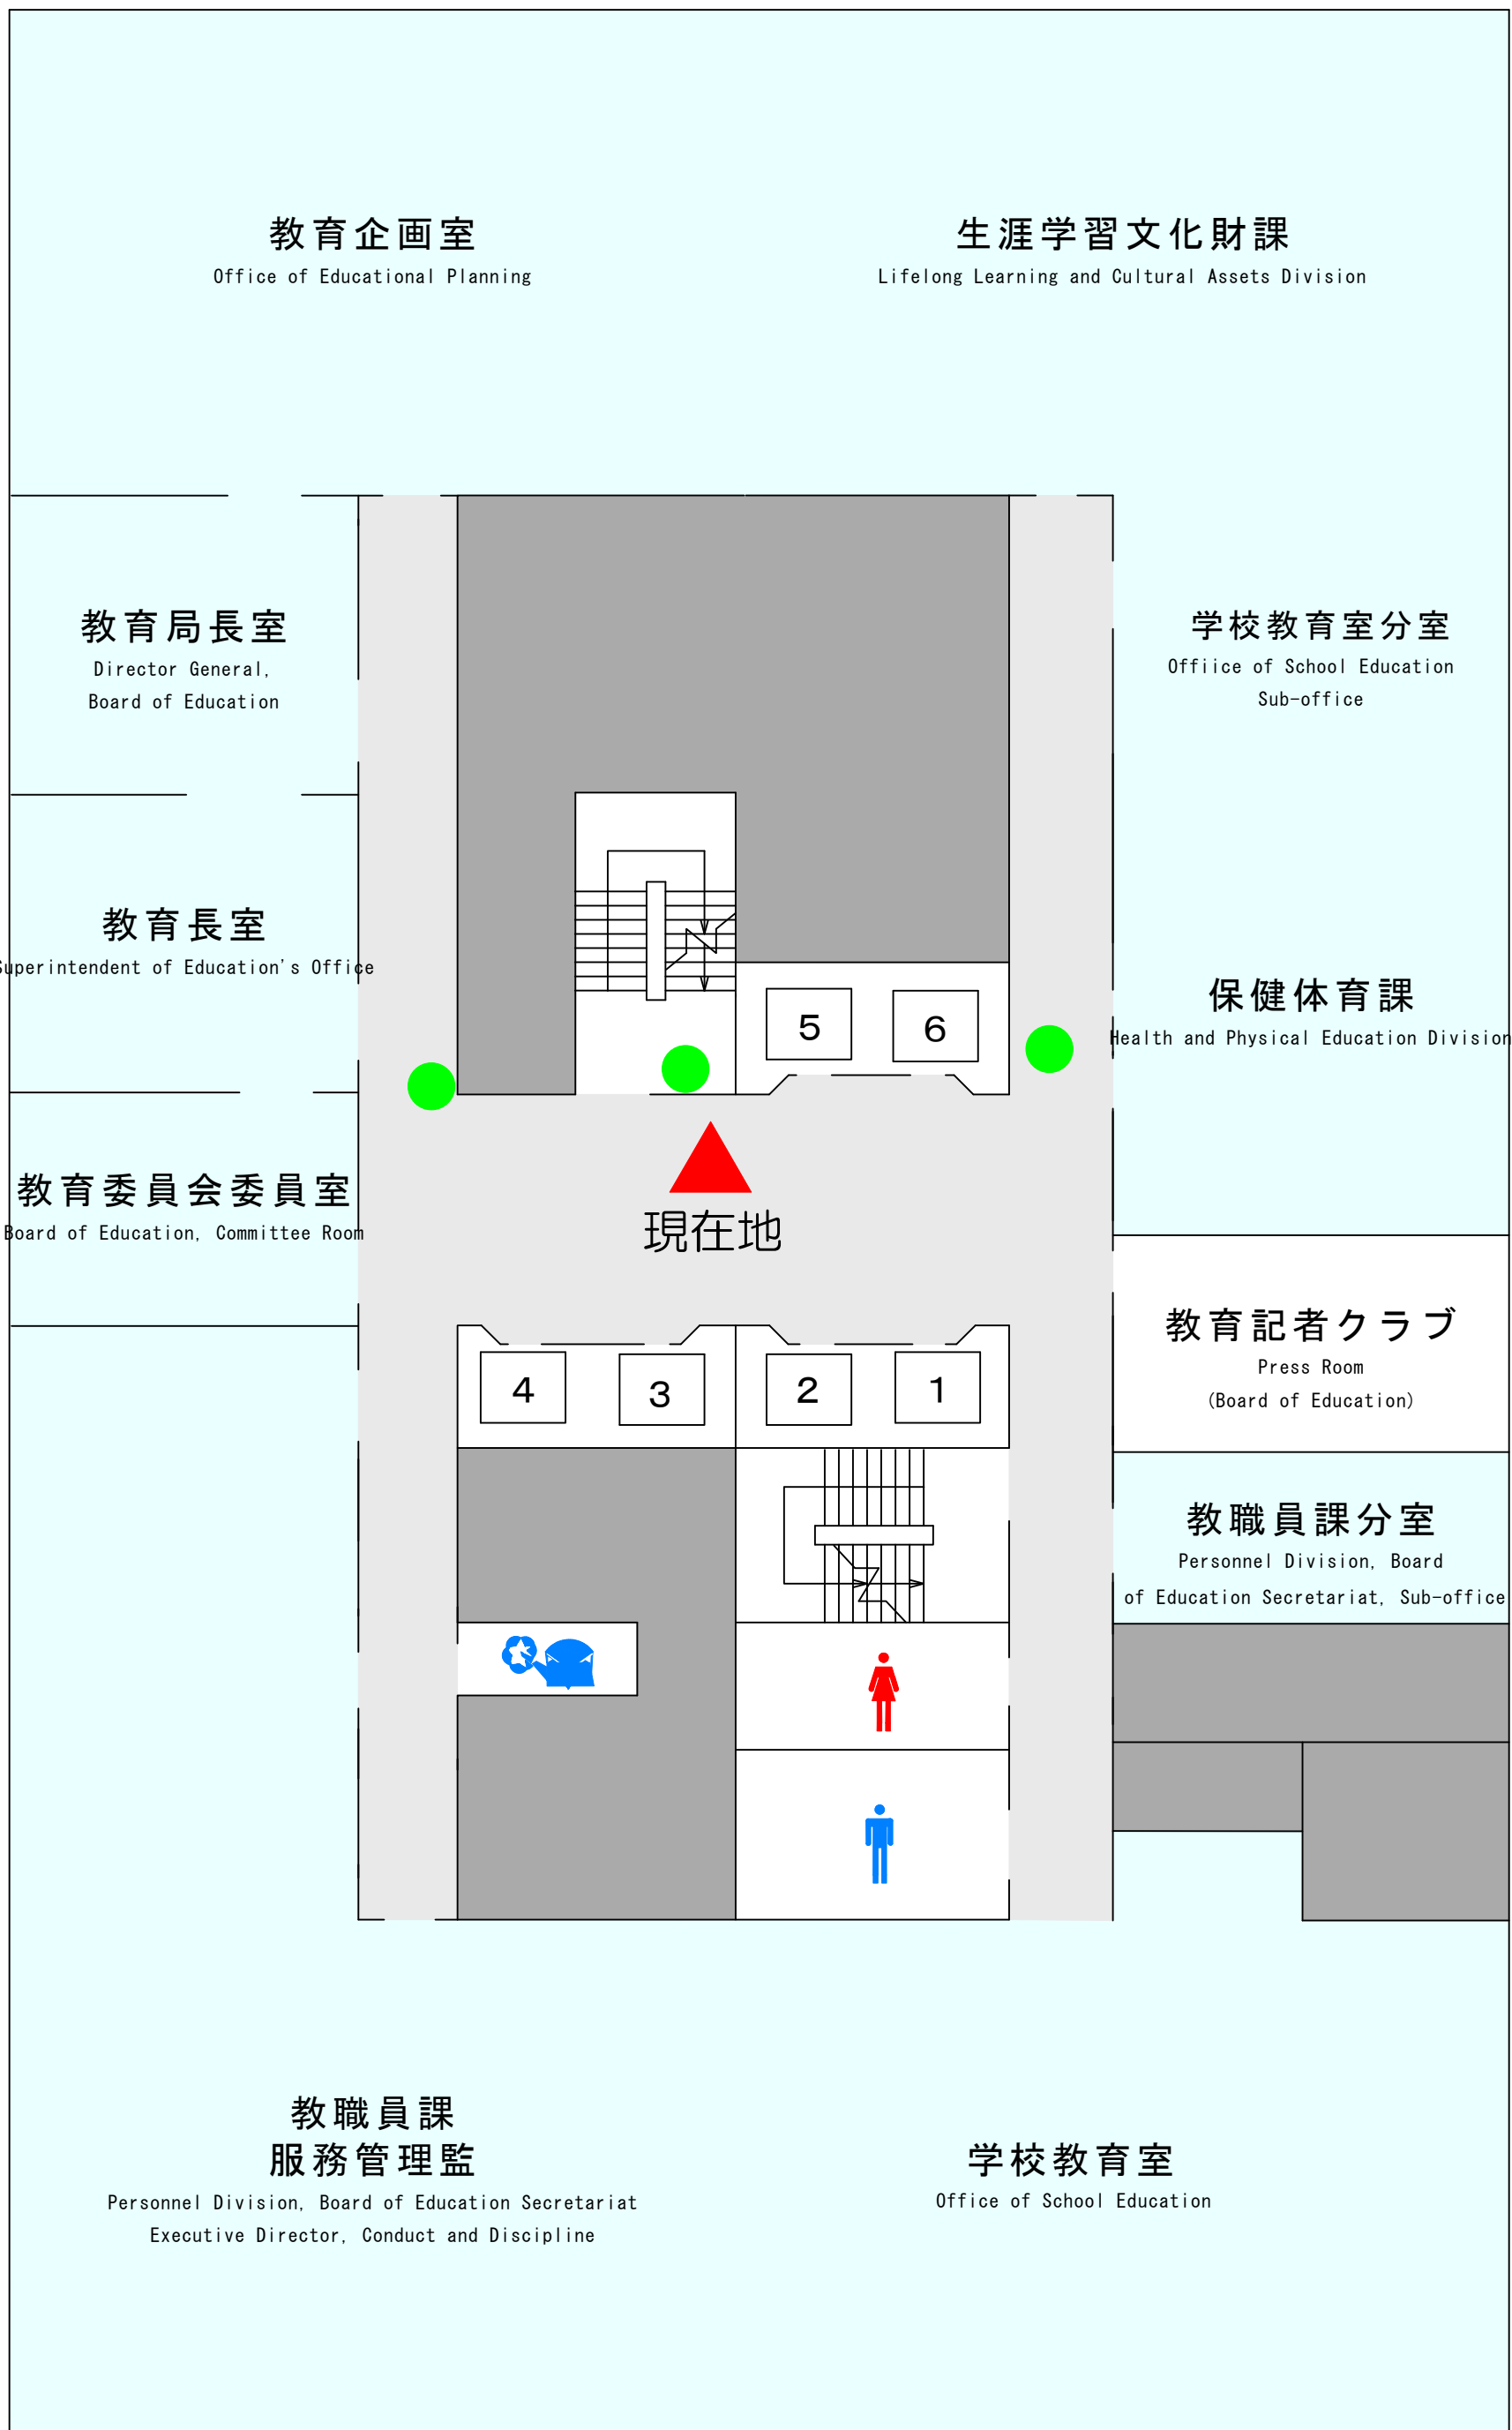 教育企画室
Office of Educational Planning
生涯学習文化財課
Lifelong Learning and Cultural Assets Division
教育局長室
Director General,
Board of Education
学校教育室分室
Offiice of School Education
Sub-office
教育長室
Superintendent of Education's Office
保健体育課
Health and Physical Education Division
5
6
教育委員会委員室
Board of Education, Committee Room
現在地
教育記者クラブ
Press Room
(Board of Education)
4
3
2
1
教職員課分室
Personnel Division, Board
of Education Secretariat, Sub-office
教職員課
服務管理監
Personnel Division, Board of Education Secretariat
Executive Director, Conduct and Discipline
学校教育室
Office of School Education